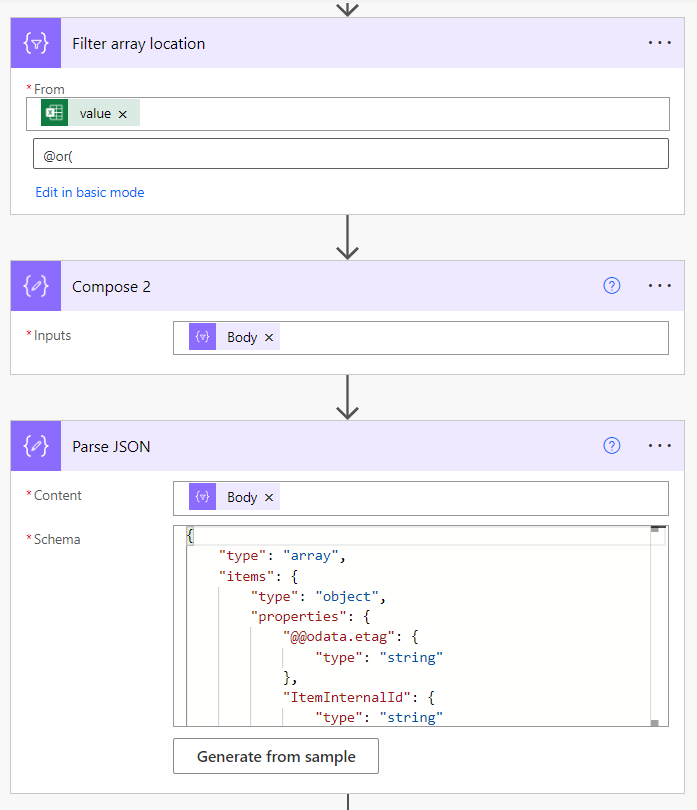 Filter array location
* From
value ×
@or(
Edit in basic mode
Compose 2
* Inputs
Body ×
Parse JSON
* Content
Body ×
* Schema
{
"type": "array",
"items": {
"type": "object",
"properties": {
"@@odata.etag": {
"type": "string"
},
"ItemInternalId": {
"type": "string"
Generate from sample